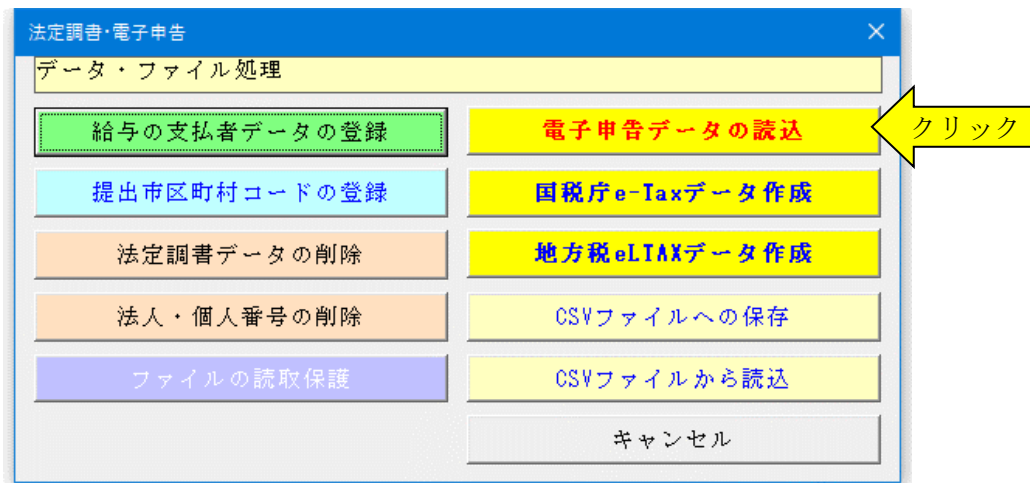 法定調書・電子申告
データ・ファイル処理
給与の支払者データの登録
電子申告データの読込
クリック
提出市区町村コードの登録
国税庁e-Taxデータ作成
法定調書データの削除
地方税eLTAXデータ作成
法人・個人番号の削除
CSVファイルへの保存
ファイルの読取保護
CSVファイルから読込
キャンセル